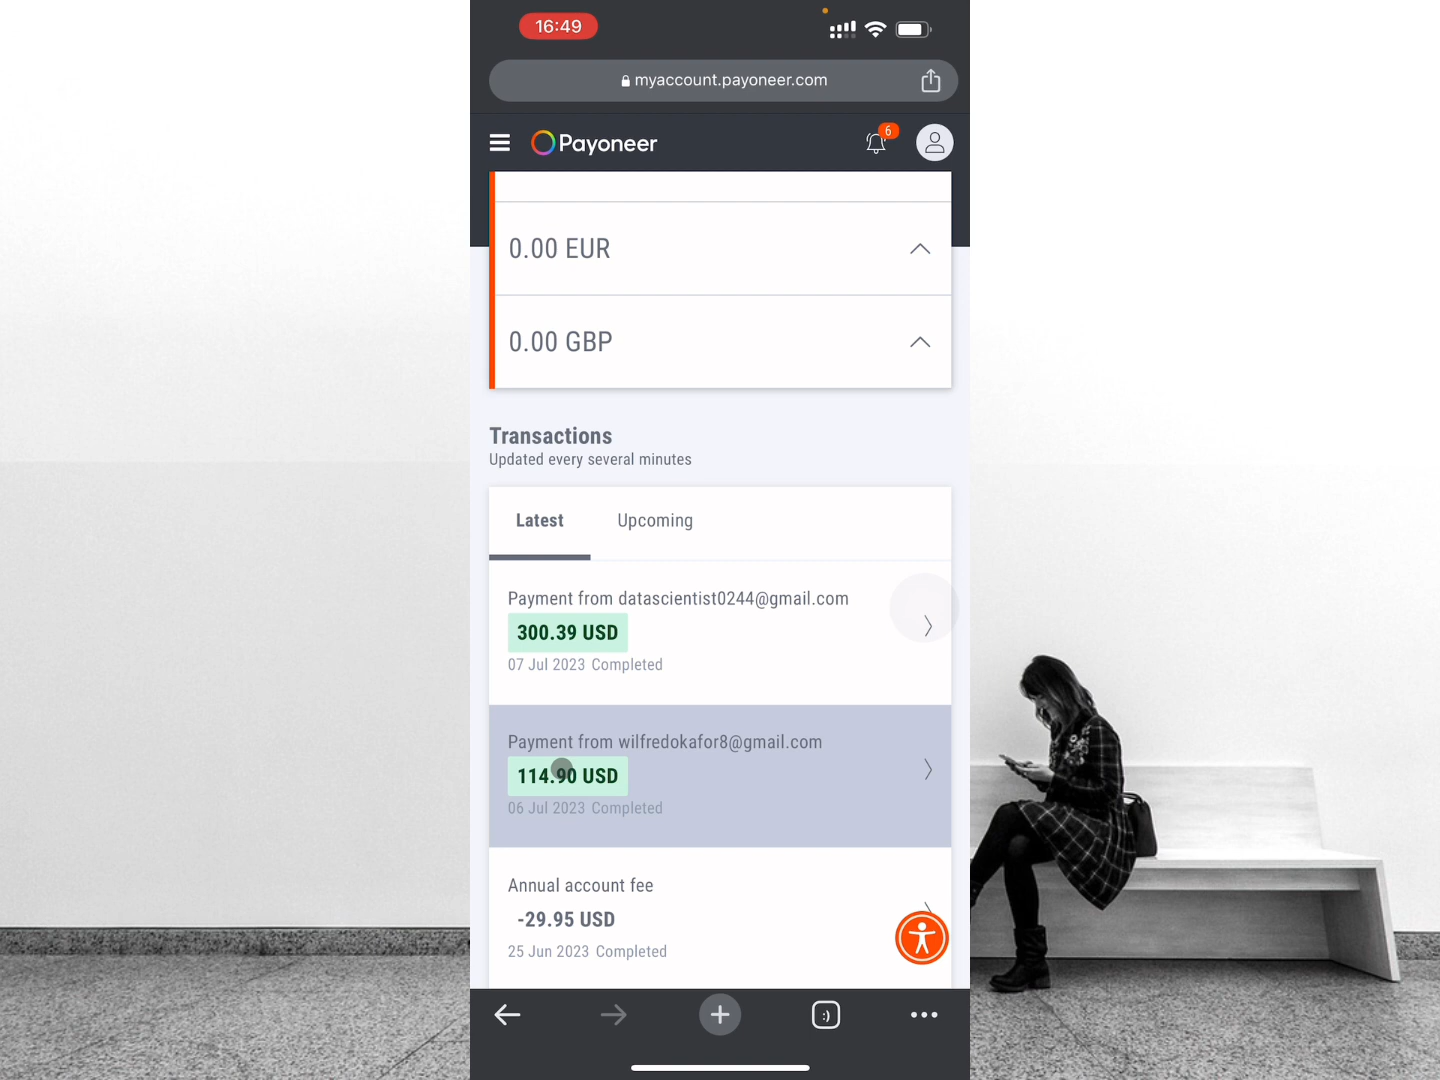 16:49
myaccount.payoneer.com
Payoneer
6
0.00 EUR
0.00 GBP
Transactions
Updated every several minutes
Latest Upcoming
Payment from datascientist0244@gmail.com
300.39 USD
07 Jul 2023 Completed
Payment from wilfredokafor8@gmail.com
114.90 USD
06 Jul 2023 Completed
Annual account fee
-29.95 USD
25 Jun 2023 Completed
:)